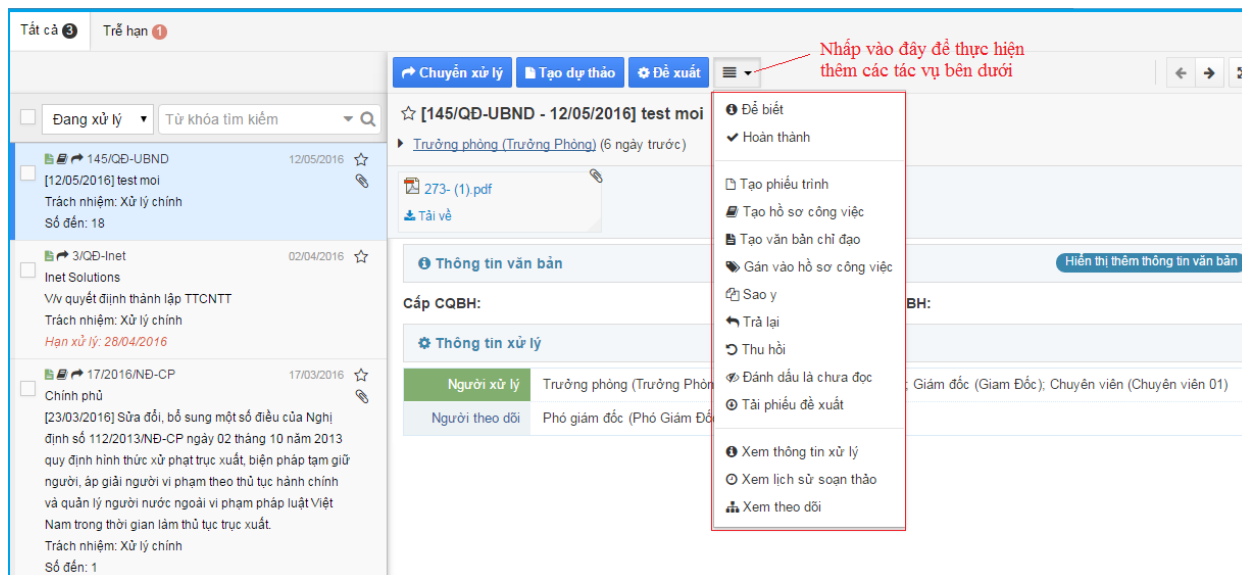 Tất cả 3 Trễ hạn 1
Nhấp vào đây để thực hiện
thêm các tác vụ bên dưới
Chuyển xử lý Tạo dự thảo Đề xuất
Đang xử lý Từ khóa tìm kiếm
145/QĐ-UBND 12/05/2016
[12/05/2016] test moi
Trách nhiệm: Xử lý chính
Số đến: 18
3/QĐ-Inet 02/04/2016
Inet Solutions
V/v quyết điịnh thành lập TTCNTT
Trách nhiệm: Xử lý chính
Hạn xử lý: 28/04/2016
17/2016/NĐ-CP 17/03/2016
Chính phủ
[23/03/2016] Sửa đổi, bổ sung một số điều của Nghị
định số 112/2013/NĐ-CP ngày 02 tháng 10 năm 2013
quy định hình thức xử phạt trục xuất, biện pháp tạm giữ
người, áp giải người vi phạm theo thủ tục hành chính
và quản lý người nước ngoài vi phạm pháp luật Việt
Nam trong thời gian làm thủ tục trục xuất.
Trách nhiệm: Xử lý chính
Số đến: 1
[145/QĐ-UBND - 12/05/2016] test moi
Trưởng phòng (Trưởng Phòng) (6 ngày trước)
273- (1).pdf
Tải về
Thông tin văn bản Hiển thị thêm thông tin văn bản
Cấp CQBH: BH:
Thông tin xử lý
Người xử lý Trưởng phòng (Trưởng Phòn ; Giám đốc (Giam Đốc); Chuyên viên (Chuyên viên 01)
Người theo dõi Phó giám đốc (Phó Giám Đố
Để biết
Hoàn thành
Tạo phiếu trình
Tạo hồ sơ công việc
Tạo văn bản chỉ đạo
Gán vào hồ sơ công việc
Sao y
Trả lại
Thu hồi
Đánh dấu là chưa đọc
Tải phiếu đề xuất
Xem thông tin xử lý
Xem lịch sử soạn thảo
Xem theo dõi